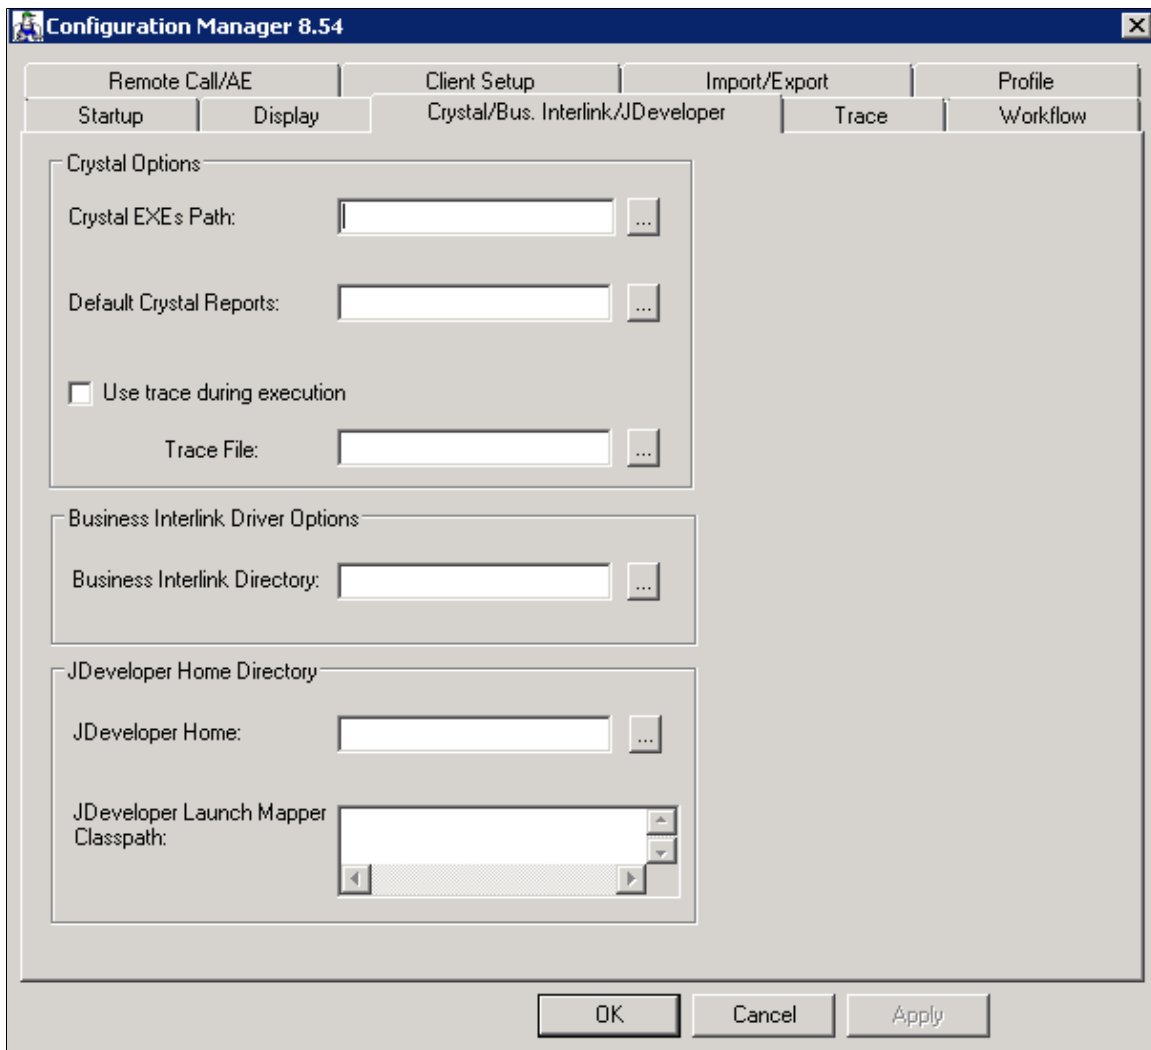 Configuration Manager 8.54
Remote Call/AE Client Setup Import/Export Profile
Startup Display Crystal/Bus. Interlink/JDeveloper Trace Workflow
Crystal Options
Crystal EXEs Path: ...
Default Crystal Reports: ...
Use trace during execution
Trace File: ...
Business Interlink Driver Options
Business Interlink Directory: ...
JDeveloper Home Directory
JDeveloper Home: ...
JDeveloper Launch Mapper
Classpath:
OK Cancel Apply